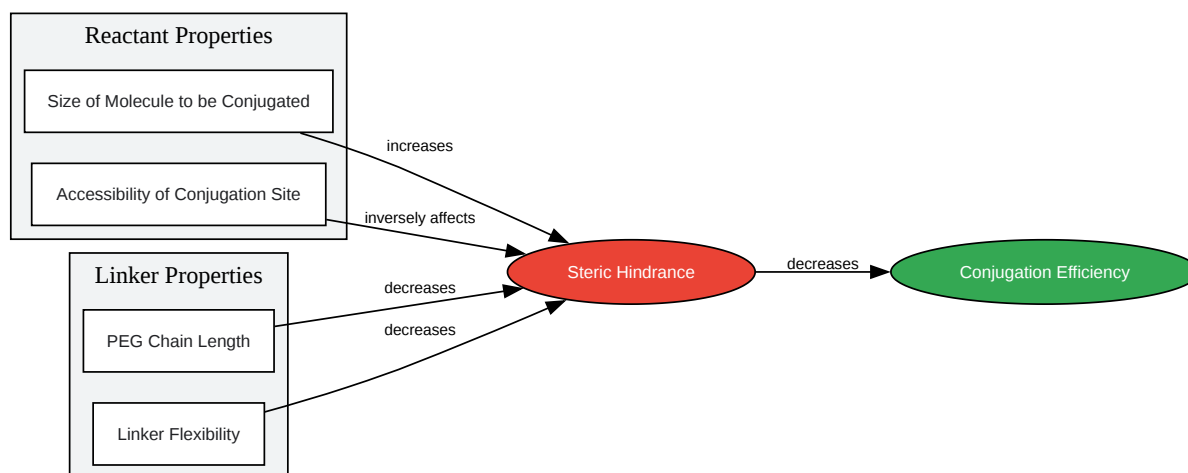 Reactant Properties
Size of Molecule to be Conjugated
Accessibility of Conjugation Site
increases
inversely affects
Linker Properties
PEG Chain Length
Linker Flexibility
decreases
decreases
Steric Hindrance
decreases
Conjugation Efficiency